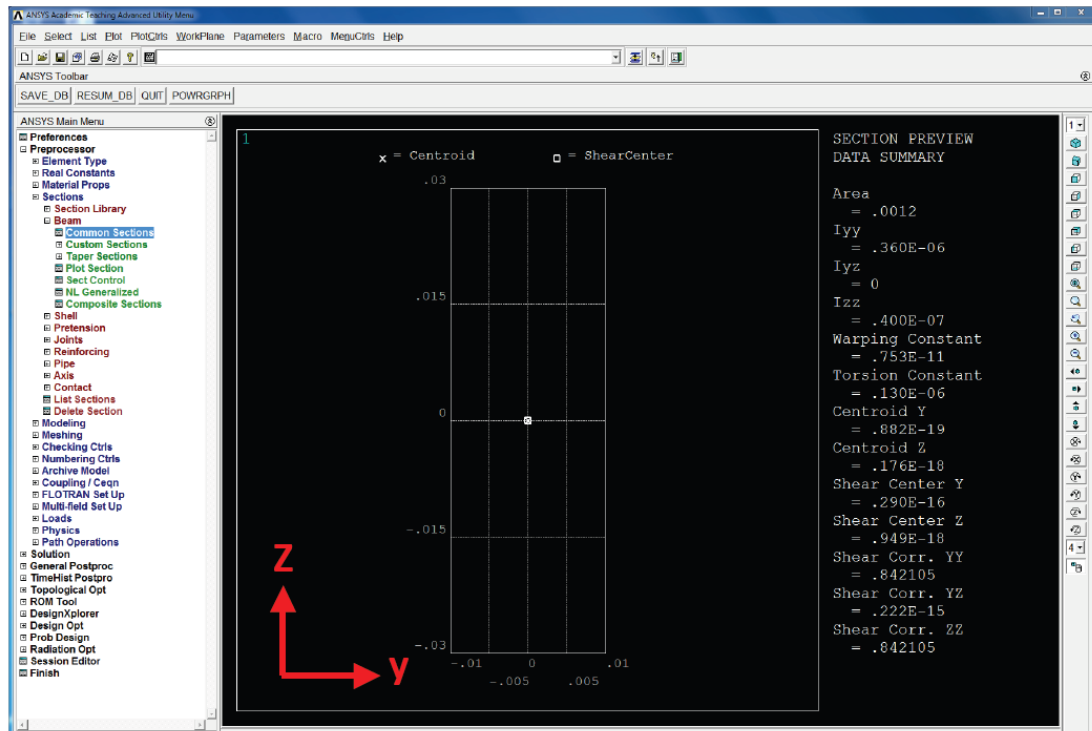 ANSYS Academic Teaching Advanced Utility Menu
File Select List Plot PlotCtrls WorkPlane Parameters Macro MenuCtrls Help
ANSYS Toolbar
SAVE_DB RESUM_DB QUIT POWRGRPH
ANSYS Main Menu
Preferences
Preprocessor
Element Type
Real Constants
Material Props
Sections
Section Library
Beam
Common Sections
Custom Sections
Taper Sections
Plot Section
Sect Control
NL Generalized
Composite Sections
Shell
Pretension
Joints
Reinforcing
Pipe
Axis
Contact
List Sections
Delete Section
Modeling
Meshing
Checking Ctrls
Numbering Ctrls
Archive Model
Coupling / Ceqn
FLOTRAN Set Up
Multi-field Set Up
Loads
Physics
Path Operations
Solution
General Postproc
TimeHist Postpro
Topological Opt
ROM Tool
DesignXplorer
Design Opt
Prob Design
Radiation Opt
Session Editor
Finish
1
x = Centroid
= ShearCenter
.03
.015
0
-.015
-.03
-.01 0 .01
-.005 .005
z
y
SECTION PREVIEW
DATA SUMMARY
Area
= .0012
Iyy
= .360E-06
Iyz
= 0
Izz
= .400E-07
Warping Constant
= .753E-11
Torsion Constant
= .130E-06
Centroid Y
= .882E-19
Centroid Z
= .176E-18
Shear Center Y
= .290E-16
Shear Center Z
= .949E-18
Shear Corr. YY
= .842105
Shear Corr. YZ
= .222E-15
Shear Corr. ZZ
= .842105
1
4